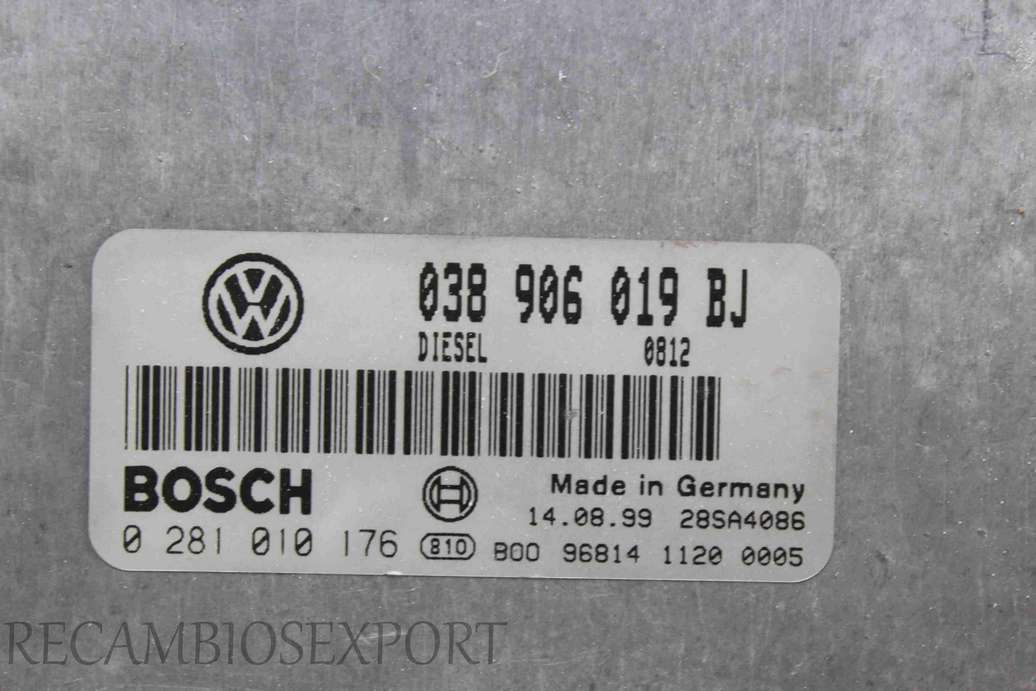 038 906 019 BJ
DIESEL 0812
BOSCH
Made in Germany
14.08.99 28SA4086
0 281 010 176 810 B00 96814 1120 0005
RECAMBIOSEXPORT